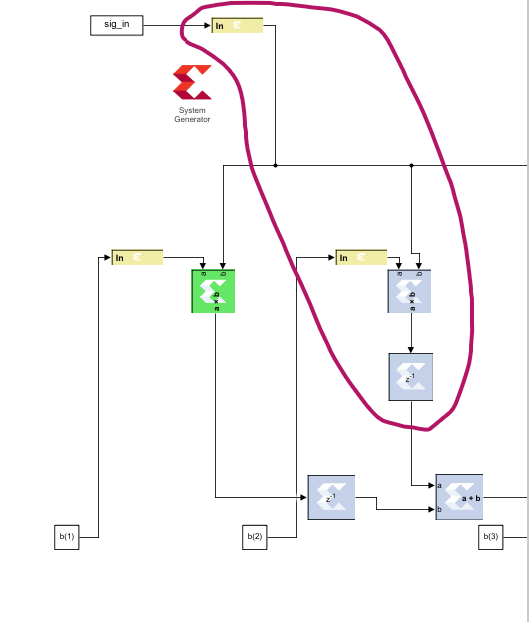 sig_in
In
System
Generator
In
In
a
b
a
b
a × b
a × b
z-1
z-1
a
b
a + b
b(1)
b(2)
b(3)